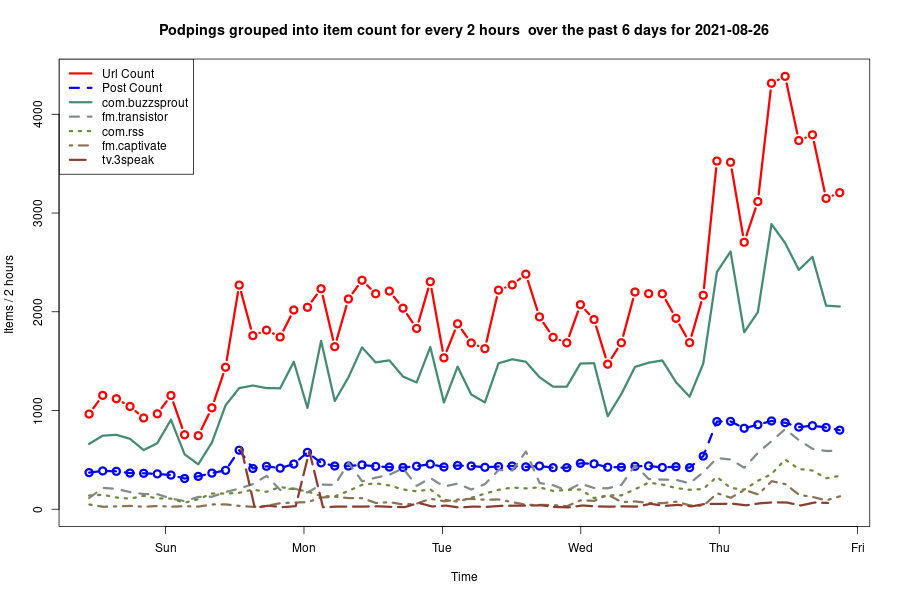 Podpings grouped into item count for every 2 hours  over the past 6 days for 2021-08-26
Url Count
Post Count
com.buzzsprout
fm.transistor
com.rss
fm.captivate
tv.3speak
Items / 2 hours
4000
3000
2000
1000
0
Sun Mon Tue Wed Thu Fri
Time